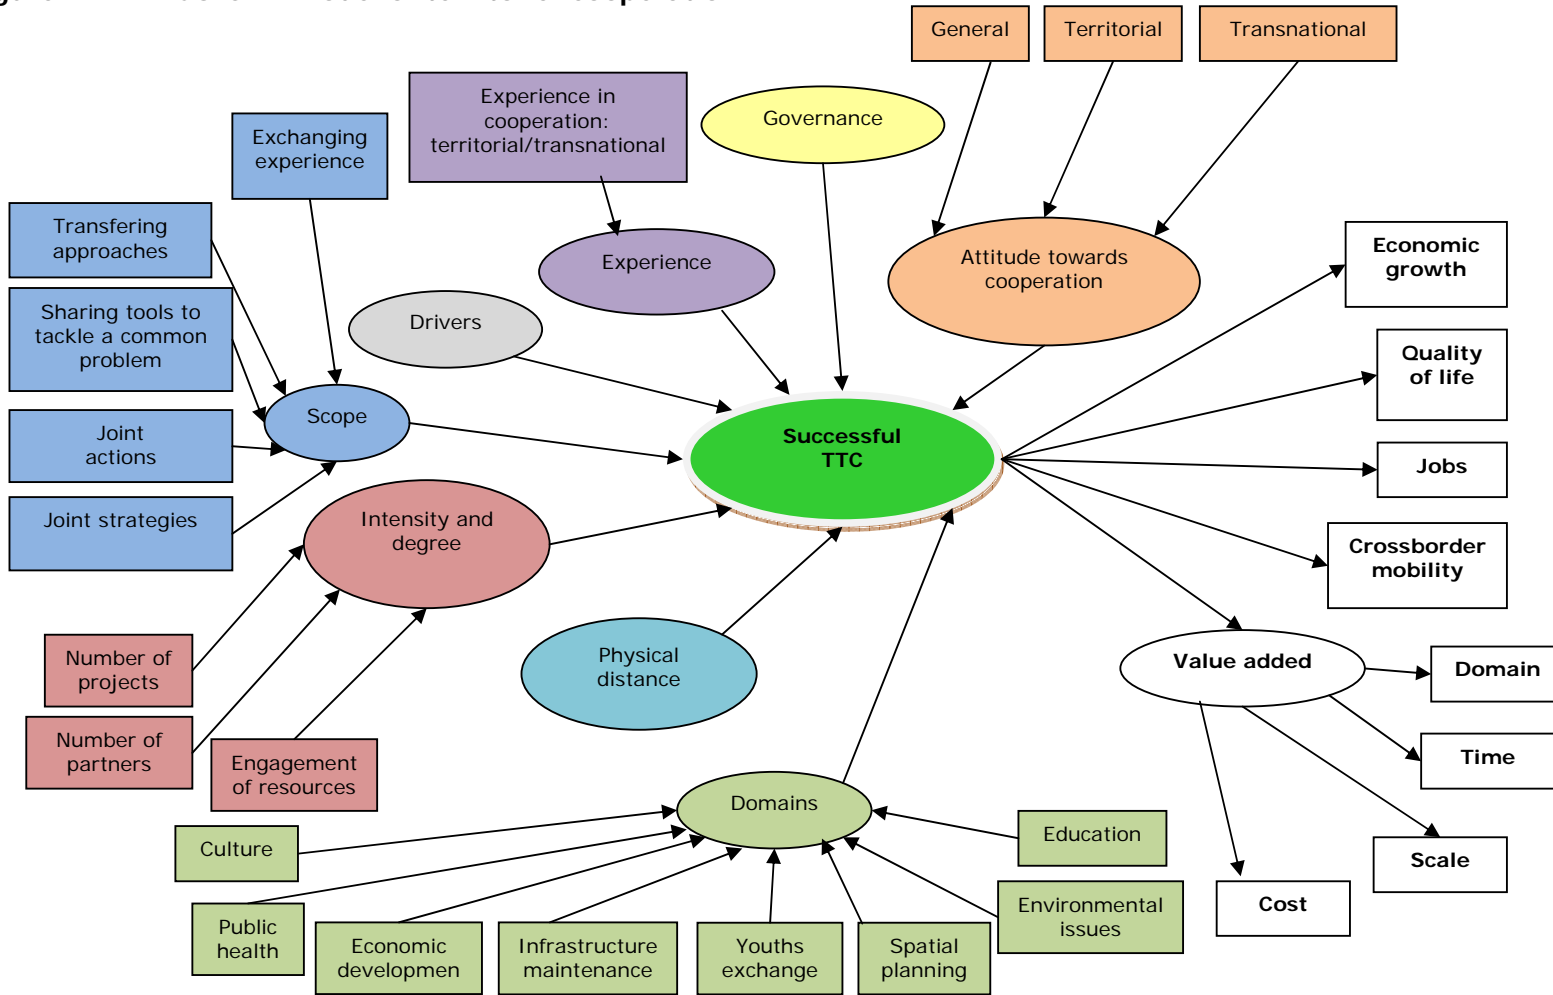 General
Territorial
Transnational
Experience in
cooperation:
territorial/transnational
Governance
Exchanging
experience
Transfering
approaches
Experience
Attitude towards
cooperation
Economic
growth
Sharing tools to
tackle a common
problem
Drivers
Quality
of life
Scope
Joint
actions
Successful
TTC
Jobs
Joint strategies
Intensity and
degree
Crossborder
mobility
Number of
projects
Physical
distance
Value added
Domain
Number of
partners
Engagement
of resources
Time
Domains
Culture
Education
Scale
Public
health
Economic
developmen
Infrastructure
maintenance
Youths
exchange
Spatial
planning
Environmental
issues
Cost